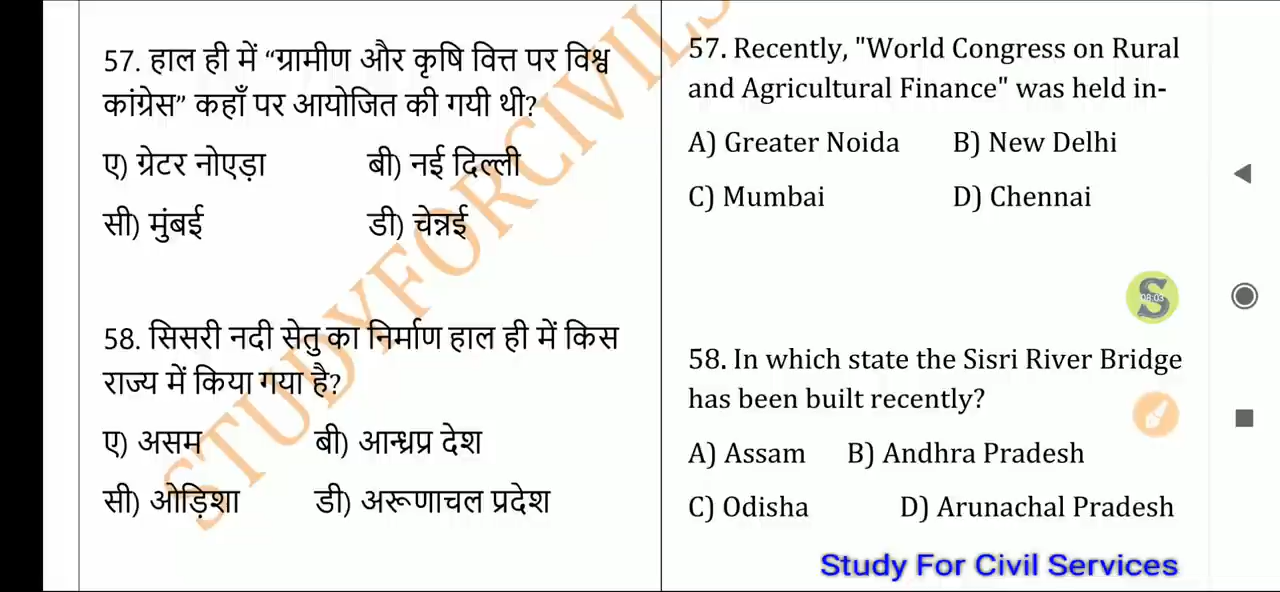 57. हाल ही में “ग्रामीण और कृषि वित्त पर विश्व
कांग्रेस” कहाँ पर आयोजित की गयी थी?
ए) ग्रेटर नोएड़ा बी) नई दिल्ली
सी) मुंबई डी) चेन्नई
58. सिसरी नदी सेतु का निर्माण हाल ही में किस
राज्य में किया गया है?
ए) असम बी) आन्ध्रप्र देश
सी) ओड़िशा डी) अरूणाचल प्रदेश
57. Recently, "World Congress on Rural
and Agricultural Finance" was held in-
A) Greater Noida B) New Delhi
C) Mumbai D) Chennai
58. In which state the Sisri River Bridge
has been built recently?
A) Assam B) Andhra Pradesh
C) Odisha D) Arunachal Pradesh
Study For Civil Services
STUDYFORCIVILS
S
08:03